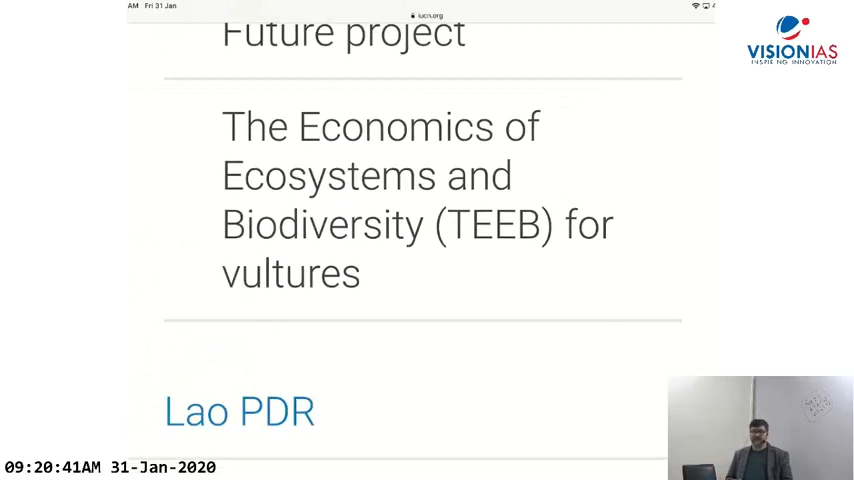 AM Fri 31 Jan
iucn.org
VISIONIAS
INSPIRING INNOVATION
Future project
The Economics of
Ecosystems and
Biodiversity (TEEB) for
vultures
Lao PDR
09:20:41AM 31-Jan-2020